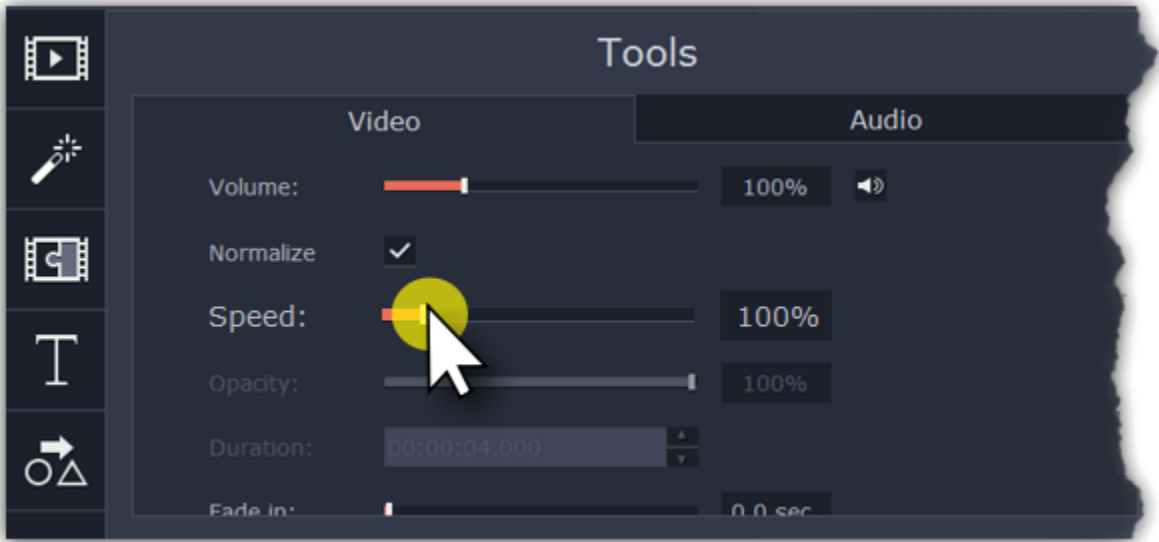 Tools
Video Audio
Volume: 100%
Normalize
Speed: 100%
T
Opacity: 100%
Duration: 00:00:04.000
Fade in: 0.0 sec